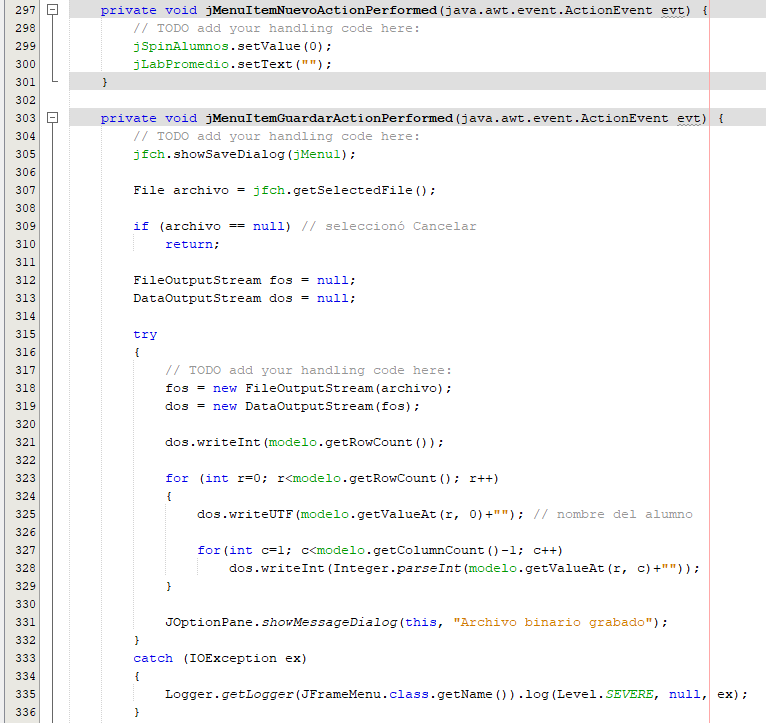 297 private void jMenuItemNuevoActionPerformed(java.awt.event.ActionEvent evt) {
298 // TODO add your handling code here:
299 jSpinAlumnos.setValue(0);
300 jLabPromedio.setText("");
301 }
302
303 private void jMenuItemGuardarActionPerformed(java.awt.event.ActionEvent evt) {
304 // TODO add your handling code here:
305 jfch.showSaveDialog(jMenu1);
306
307 File archivo = jfch.getSelectedFile();
308
309 if (archivo == null) // seleccionó Cancelar
310 return;
311
312 FileOutputStream fos = null;
313 DataOutputStream dos = null;
314
315 try
316 {
317 // TODO add your handling code here:
318 fos = new FileOutputStream(archivo);
319 dos = new DataOutputStream(fos);
320
321 dos.writeInt(modelo.getRowCount());
322
323 for (int r=0; r<modelo.getRowCount(); r++)
324 {
325 dos.writeUTF(modelo.getValueAt(r, 0)+""); // nombre del alumno
326
327 for(int c=1; c<modelo.getColumnCount()-1; c++)
328 dos.writeInt(Integer.parseInt(modelo.getValueAt(r, c)+""));
329 }
330
331 JOptionPane.showMessageDialog(this, "Archivo binario grabado");
332 }
333 catch (IOException ex)
334 {
335 Logger.getLogger(JFrameMenu.class.getName()).log(Level.SEVERE, null, ex);
336 }